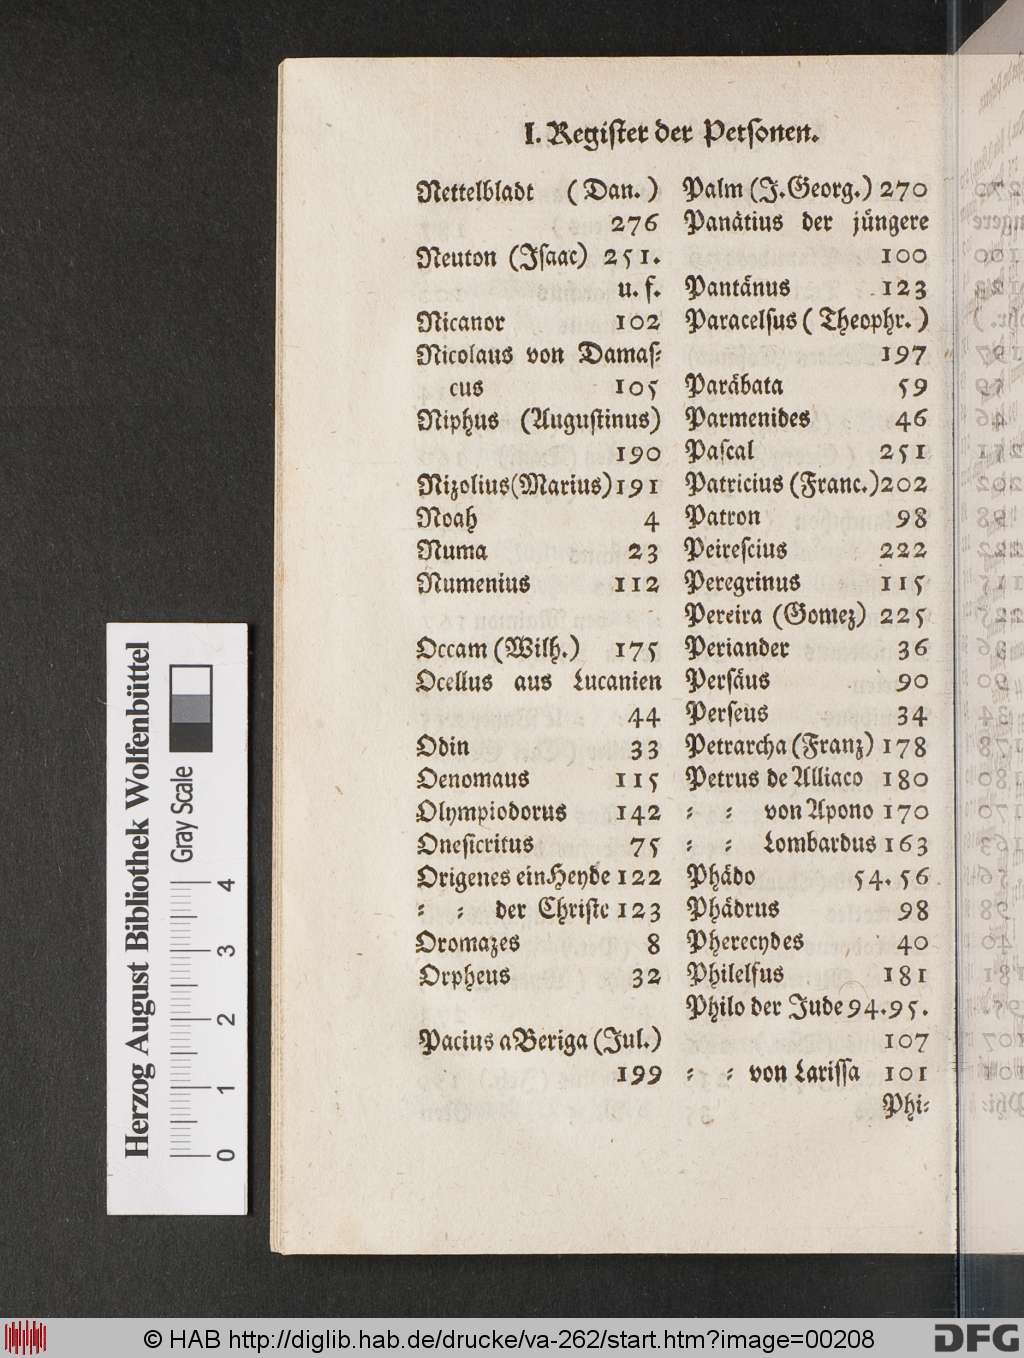 I. Regiſter der Perſonen.
Nettelbladt (Dan.)
276
Neuton (Iſaac) 251.
u. f.
Nicanor 102
Nicolaus von Damaſ⸗
cus 105
Niphus (Auguſtinus)
190
Nizolius (Marius) 191
Noah 4
Numa 23
Numenius 112
Occam (Wilh.) 175
Ocellus aus Lucanien
44
Odin 33
Oenomaus 115
Olympiodorus 142
Oneſicritus 75
Origenes ein Heyde 122
⸗ ⸗ der Chriſte 123
Oromazes 8
Orpheus 32
Pacius a Beriga (Jul.)
199
Palm (J. Georg.) 270
Panätius der jüngere
100
Pantänus 123
Paracelſus (Theophr.)
197
Paräbata 59
Parmenides 46
Paſcal 251
Patricius (Franc.) 202
Patron 98
Peireſcius 222
Peregrinus 115
Pereira (Gomez) 225
Periander 36
Perſäus 90
Perſeus 34
Petrarcha (Franz) 178
Petrus de Alliaco 180
⸗ ⸗ von Apono 170
⸗ ⸗ Lombardus 163
Phädo 54. 56
Phädrus 98
Pherecydes 40
Philelfus 181
Philo der Jude 94. 95.
107
⸗ ⸗ von Lariſſa 101
Phi⸗
Herzog August Bibliothek Wolfenbüttel
Gray Scale
0 1 2 3 4
© HAB http://diglib.hab.de/drucke/va-262/start.htm?image=00208
DFG